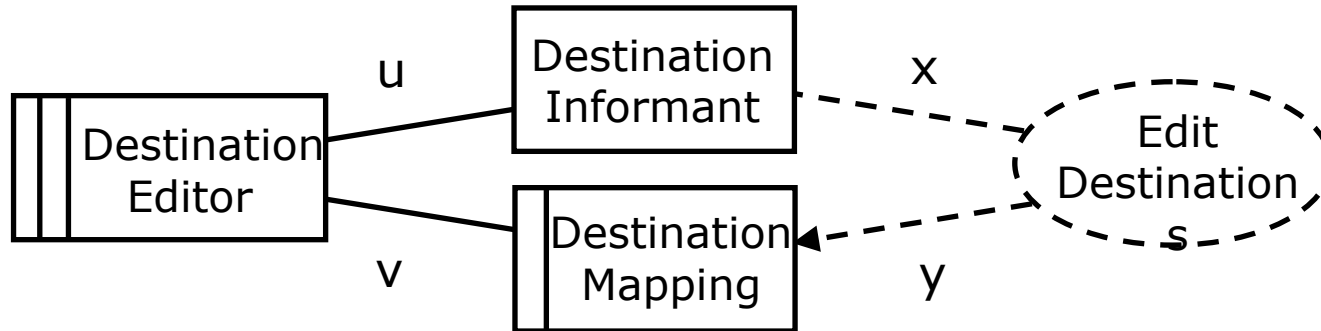 u
Destination
Informant
x
Destination
Editor
Edit
Destination
s
v
Destination
Mapping
y